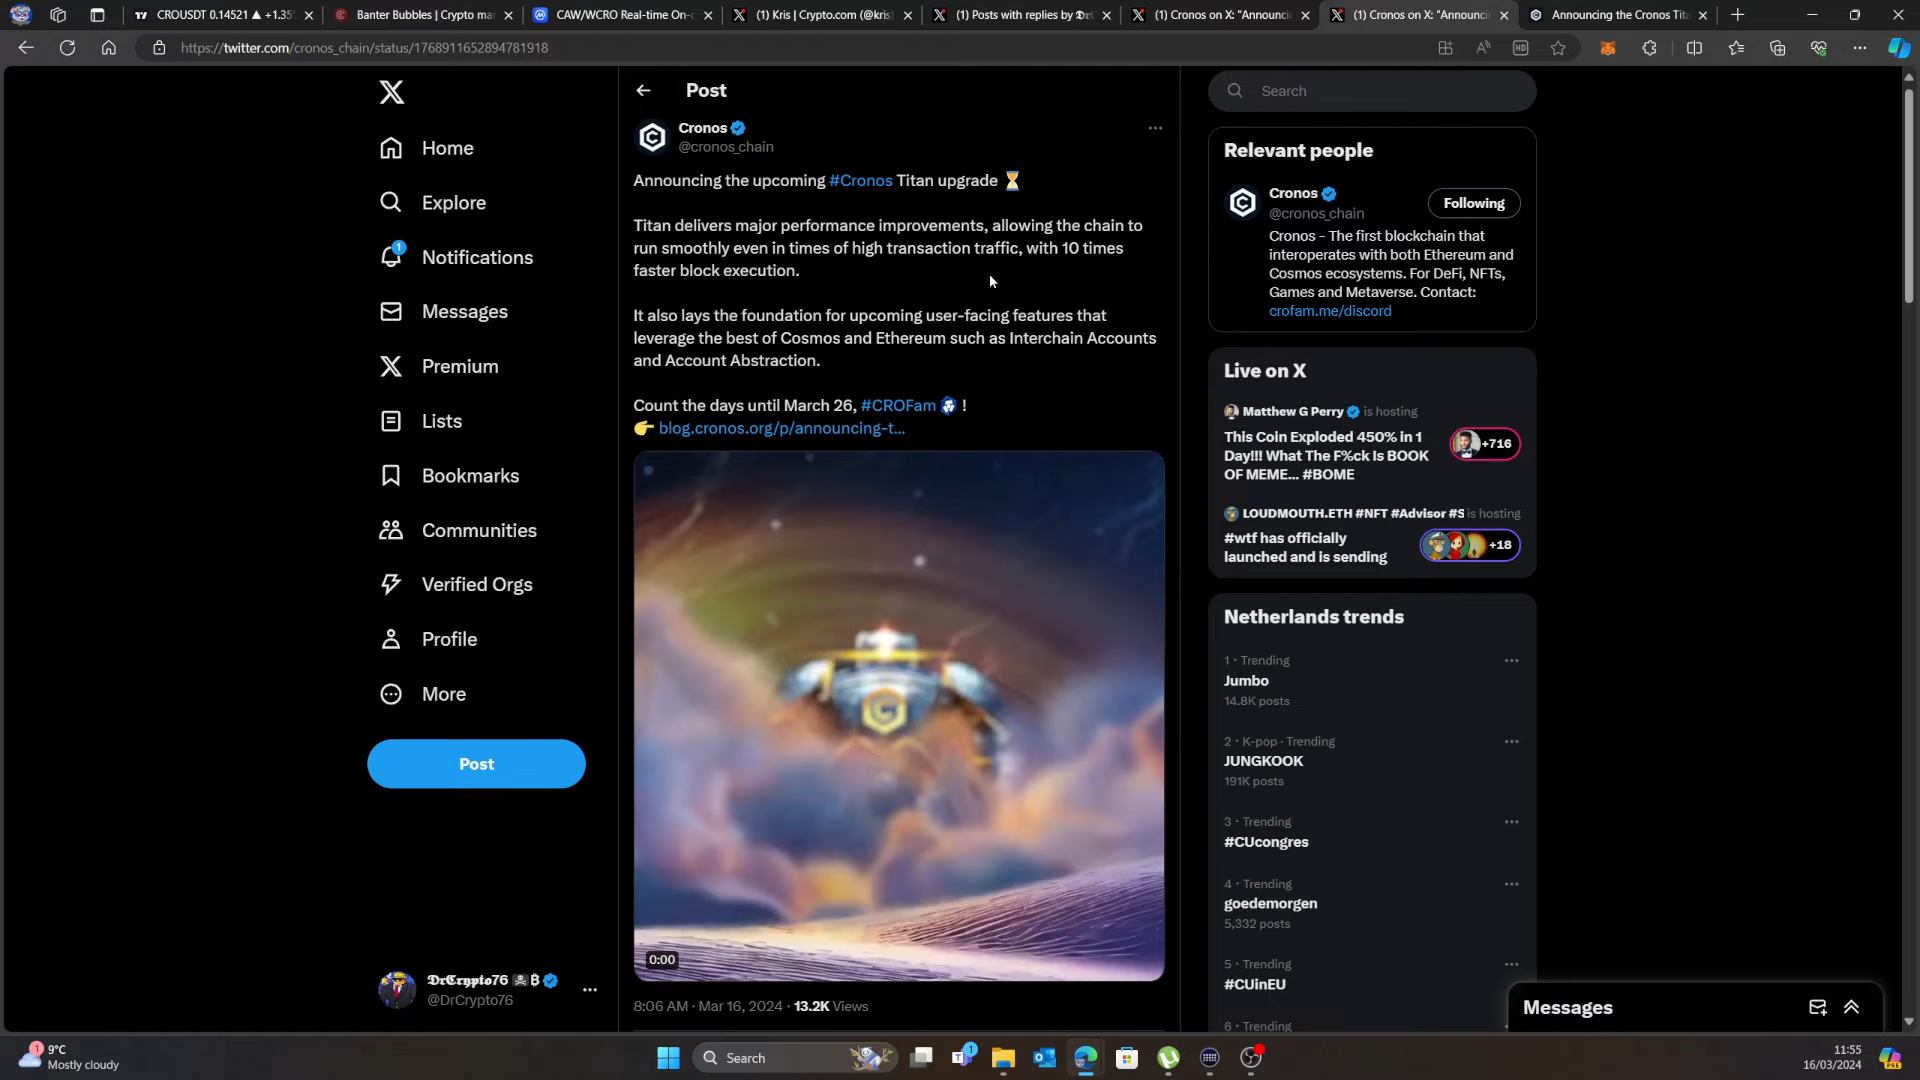 CROUSDT 0.14521 ▲ +1.35
Banter Bubbles | Crypto mar
CAW/WCRO Real-time On-c
(1) Kris | Crypto.com (@kris
(1) Posts with replies by 𝕯𝖗
(1) Cronos on X: "Announcin
(1) Cronos on X: "Announcin
Announcing the Cronos Tita
https://twitter.com/cronos_chain/status/1768911652894781918
Home
Explore
1
Notifications
Messages
Premium
Lists
Bookmarks
Communities
Verified Orgs
Profile
More
Post
𝕯𝖗𝕮𝖗𝖞𝖕𝖙𝖔76 ☠️₿
@DrCrypto76
Post
Cronos
@cronos_chain
Announcing the upcoming #Cronos Titan upgrade ⏳
Titan delivers major performance improvements, allowing the chain to
run smoothly even in times of high transaction traffic, with 10 times
faster block execution.
It also lays the foundation for upcoming user-facing features that
leverage the best of Cosmos and Ethereum such as Interchain Accounts
and Account Abstraction.
Count the days until March 26, #CROFam !
👉 blog.cronos.org/p/announcing-t...
0:00
8:06 AM · Mar 16, 2024 · 13.2K Views
Search
Relevant people
Cronos
@cronos_chain
Following
Cronos - The first blockchain that
interoperates with both Ethereum and
Cosmos ecosystems. For DeFi, NFTs,
Games and Metaverse. Contact:
crofam.me/discord
Live on X
Matthew G Perry is hosting
This Coin Exploded 450% in 1
Day!!! What The F%ck Is BOOK
OF MEME... #BOME
+716
LOUDMOUTH.ETH #NFT #Advisor #S is hosting
#wtf has officially
launched and is sending
+18
Netherlands trends
1 · Trending
Jumbo
14.8K posts
2 · K-pop · Trending
JUNGKOOK
191K posts
3 · Trending
#CUcongres
4 · Trending
goedemorgen
5,332 posts
5 · Trending
#CUinEU
6 · Trending
Messages
1
9°C
Mostly cloudy
Search
1
11:55
16/03/2024
PRE